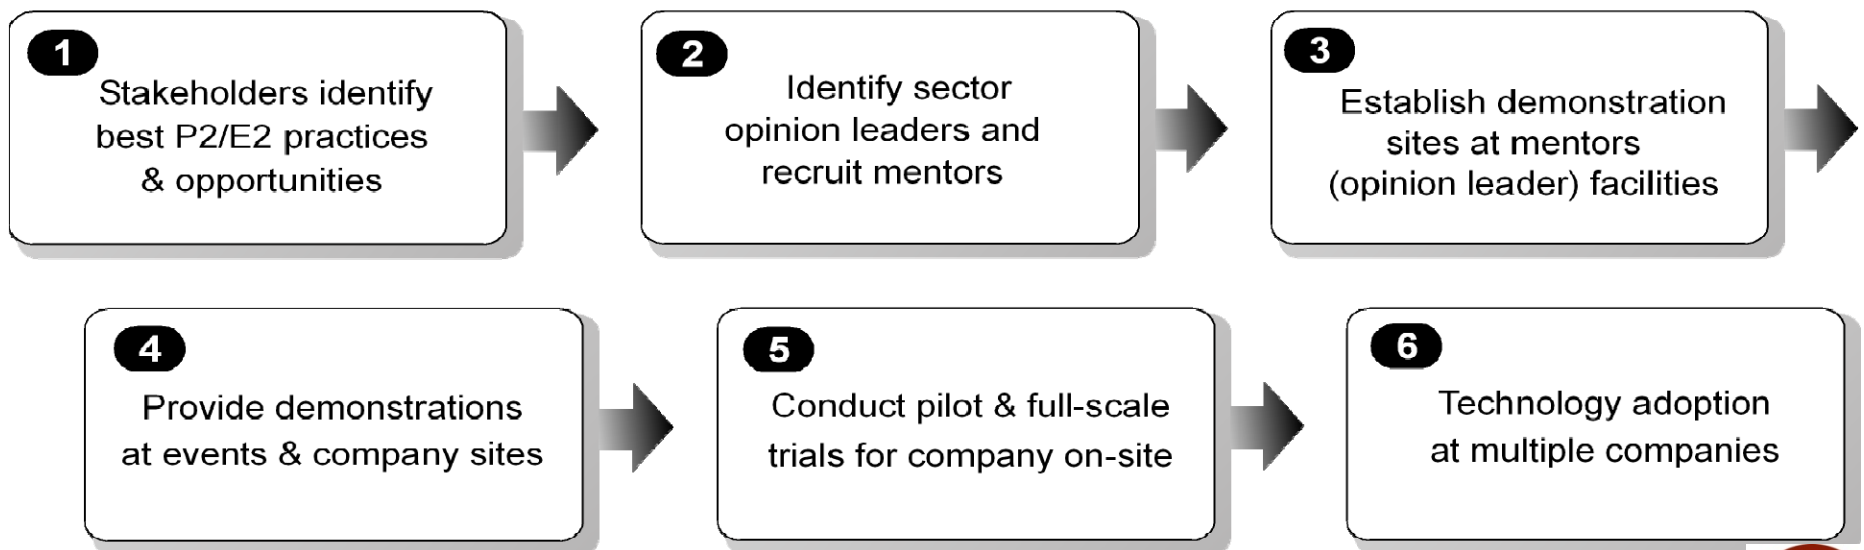 1
Stakeholders identify
best P2/E2 practices
& opportunities
2
Identify sector
opinion leaders and
recruit mentors
3
Establish demonstration
sites at mentors
(opinion leader) facilities
4
Provide demonstrations
at events & company sites
5
Conduct pilot & full-scale
trials for company on-site
6
Technology adoption
at multiple companies